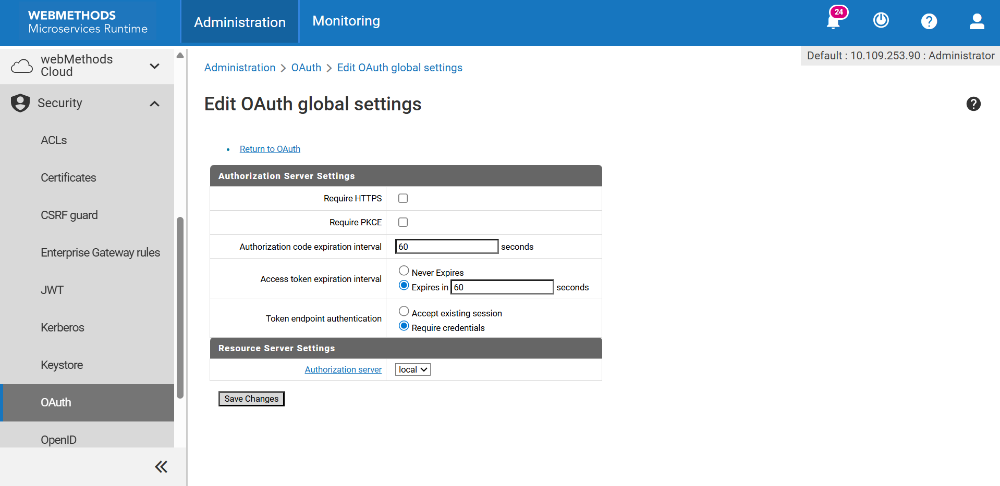 WEBMETHODS
Microservices Runtime
Administration
Monitoring
24
Default : 10.109.253.90 : Administrator
webMethods
Cloud
Security
ACLs
Certificates
CSRF guard
Enterprise Gateway rules
JWT
Kerberos
Keystore
OAuth
OpenID
Administration > OAuth > Edit OAuth global settings
Edit OAuth global settings
• Return to OAuth
Authorization Server Settings
Require HTTPS
Require PKCE
Authorization code expiration interval 60 seconds
Access token expiration interval
Never Expires
Expires in 60 seconds
Token endpoint authentication
Accept existing session
Require credentials
Resource Server Settings
Authorization server local
Save Changes